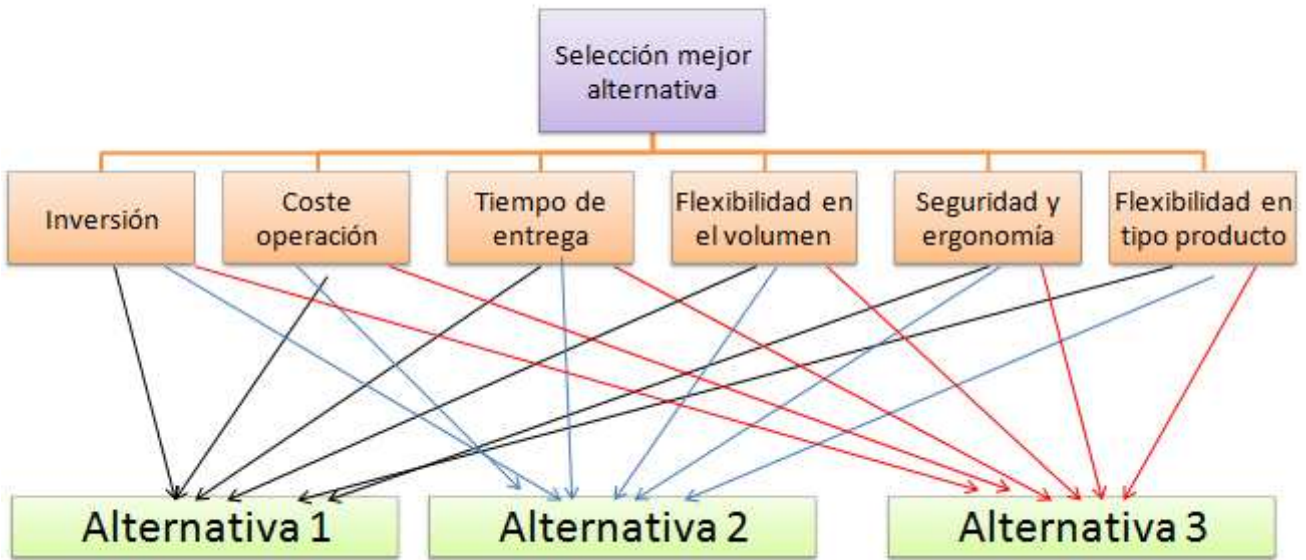 Selección mejor
alternativa
Inversión
Coste
operación
Tiempo de
entrega
Flexibilidad en
el volumen
Seguridad y
ergonomía
Flexibilidad en
tipo producto
Alternativa 1
Alternativa 2
Alternativa 3